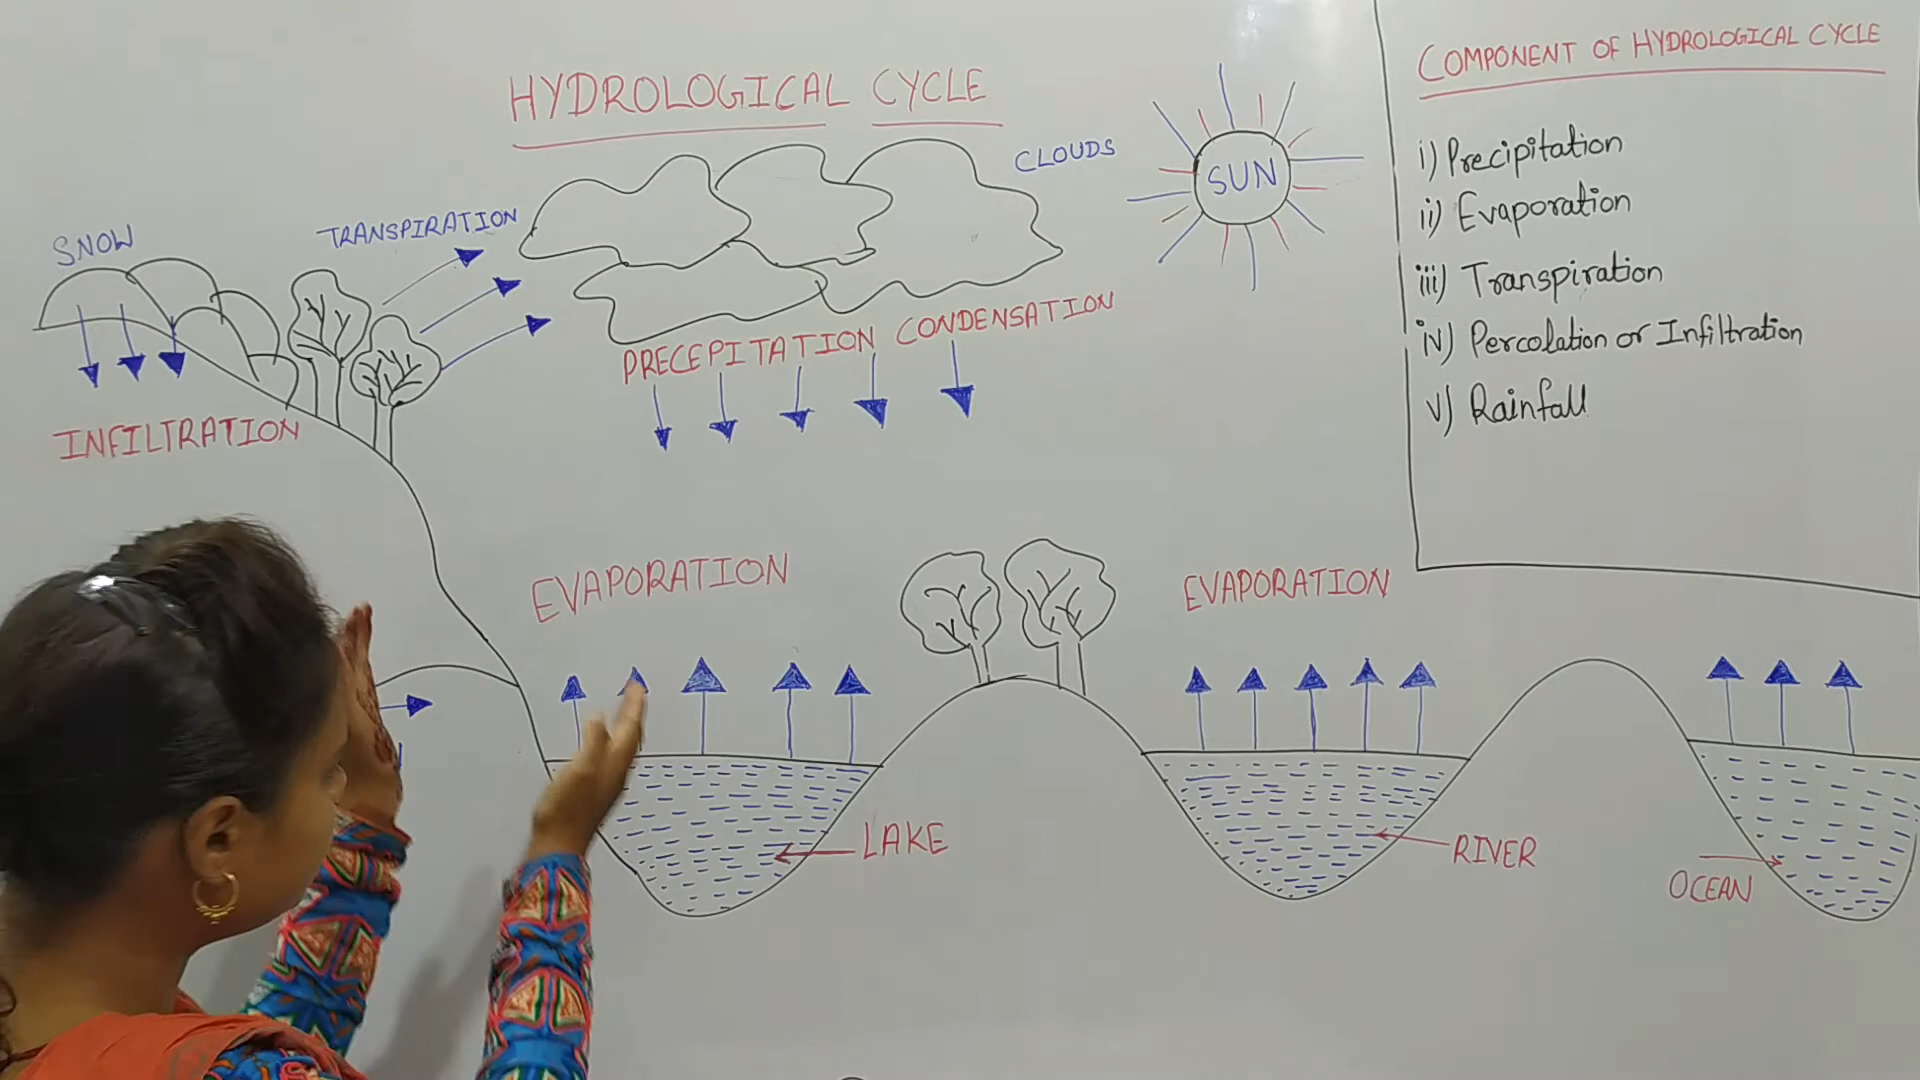 HYDROLOGICAL CYCLE
CLOUDS
SUN
SNOW
TRANSPIRATION
PRECEPITATION CONDENSATION
INFILTRATION
EVAPORATION
EVAPORATION
LAKE
RIVER
OCEAN
COMPONENT OF HYDROLOGICAL CYCLE
i) Precipitation
ii) Evaporation
iii) Transpiration
iv) Percolation or Infiltration
v) Rainfall